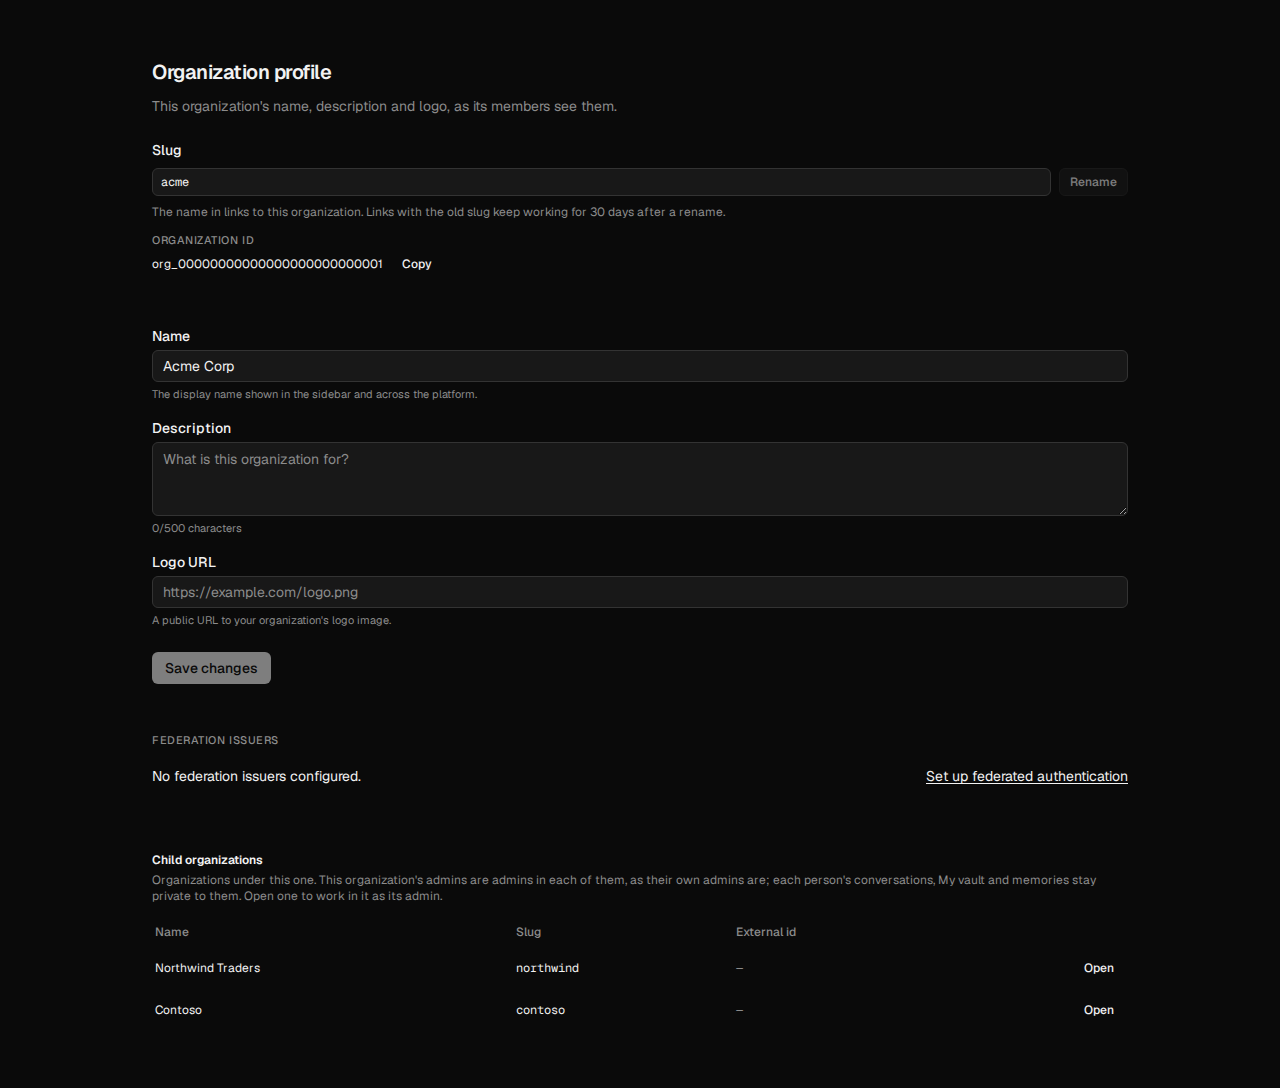 Organization profile
This organization's name, description and logo, as its members see them.
Slug
acme
Rename
The name in links to this organization. Links with the old slug keep working for 30 days after a rename.
ORGANIZATION ID
org_00000000000000000000000001
Copy
Name
Acme Corp
The display name shown in the sidebar and across the platform.
Description
What is this organization for?
0/500 characters
Logo URL
https://example.com/logo.png
A public URL to your organization's logo image.
Save changes
FEDERATION ISSUERS
No federation issuers configured.
Set up federated authentication
Child organizations
Organizations under this one. This organization's admins are admins in each of them, as their own admins are; each person's conversations, My vault and memories stay
private to them. Open one to work in it as its admin.
Name Slug External id
Northwind Traders northwind – Open
Contoso contoso – Open